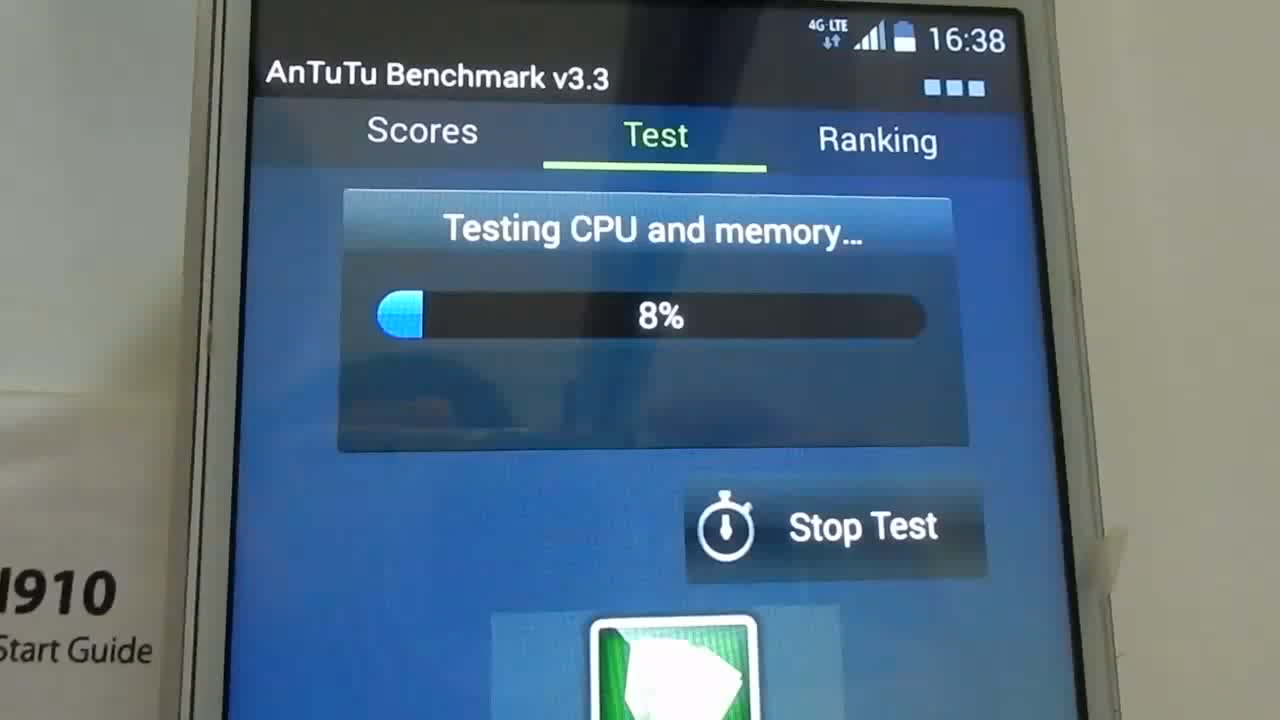 4G LTE 16:38
AnTuTu Benchmark v3.3
Scores Test Ranking
Testing CPU and memory...
8%
Stop Test
910
Start Guide